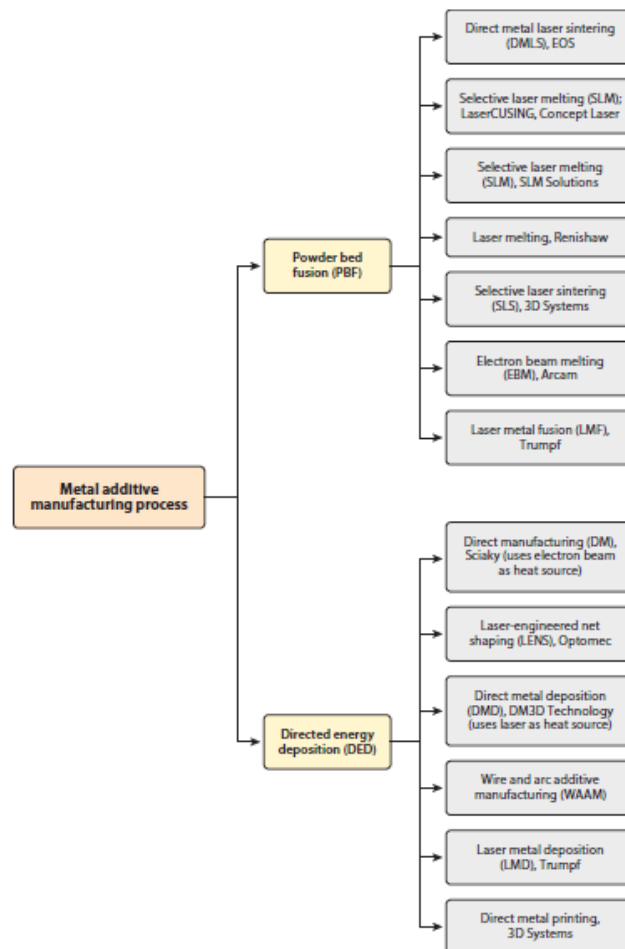 Direct metal laser sintering
(DMLS), EOS
Selective laser melting (SLM);
LaserCUSING, Concept Laser
Selective laser melting
(SLM), SLM Solutions
Powder bed
fusion (PBF)
Laser melting, Renishaw
Selective laser sintering
(SLS), 3D Systems
Electron beam melting
(EBM), Arcam
Laser metal fusion (LMF),
Trumpf
Metal additive
manufacturing process
Direct manufacturing (DM),
Sciaky (uses electron beam
as heat source)
Laser-engineered net
shaping (LENS), Optomec
Direct metal deposition
(DMD), DM3D Technology
(uses laser as heat source)
Directed energy
deposition (DED)
Wire and arc additive
manufacturing (WAAM)
Laser metal deposition
(LMD), Trumpf
Direct metal printing,
3D Systems